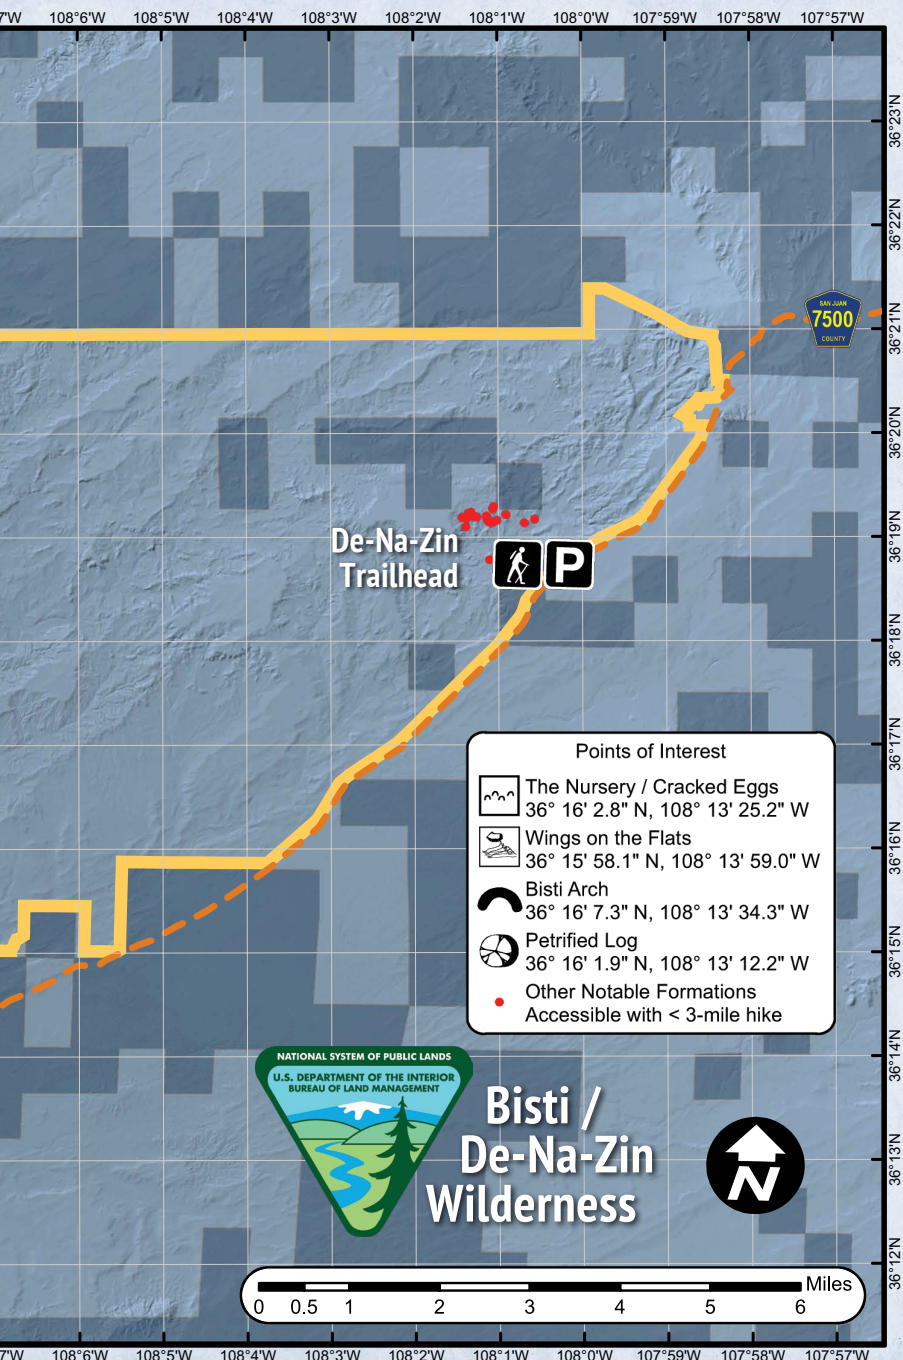 7'W 108°6'W 108°5'W 108°4'W 108°3'W 108°2'W 108°1'W 108°0'W 107°59'W 107°58'W 107°57'W
36°23'N
36°22'N
SAN JUAN
7500
COUNTY
36°21'N
36°20'N
36°19'N
De-Na-Zin
Trailhead
P
36°18'N
36°17'N
Points of Interest
The Nursery / Cracked Eggs
36° 16' 2.8" N, 108° 13' 25.2" W
Wings on the Flats
36° 15' 58.1" N, 108° 13' 59.0" W
Bisti Arch
36° 16' 7.3" N, 108° 13' 34.3" W
Petrified Log
36° 16' 1.9" N, 108° 13' 12.2" W
Other Notable Formations
Accessible with < 3-mile hike
36°16'N
36°15'N
36°14'N
NATIONAL SYSTEM OF PUBLIC LANDS
U.S. DEPARTMENT OF THE INTERIOR
BUREAU OF LAND MANAGEMENT
Bisti /
De-Na-Zin
Wilderness
N
36°13'N
36°12'N
Miles
0 0.5 1 2 3 4 5 6
7'W 108°6'W 108°5'W 108°4'W 108°3'W 108°2'W 108°1'W 108°0'W 107°59'W 107°58'W 107°57'W